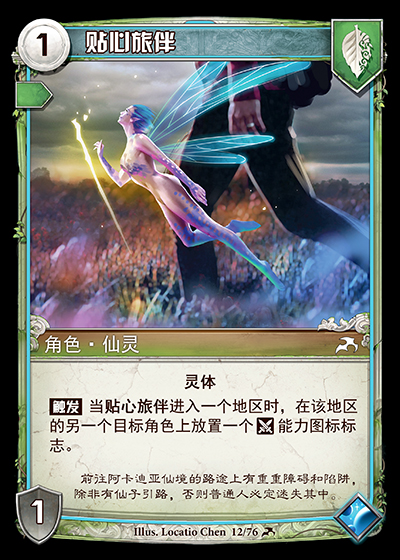 1
贴心旅伴
角色·仙灵
灵体
触发 当贴心旅伴进入一个地区时，在该地区
的另一个目标角色上放置一个 能力图标标
志。
前往阿卡迪亚仙境的路途上有重重障碍和陷阱，
除非有仙子引路，否则普通人必定迷失其中。
1
Illus. Locatio Chen 12/76